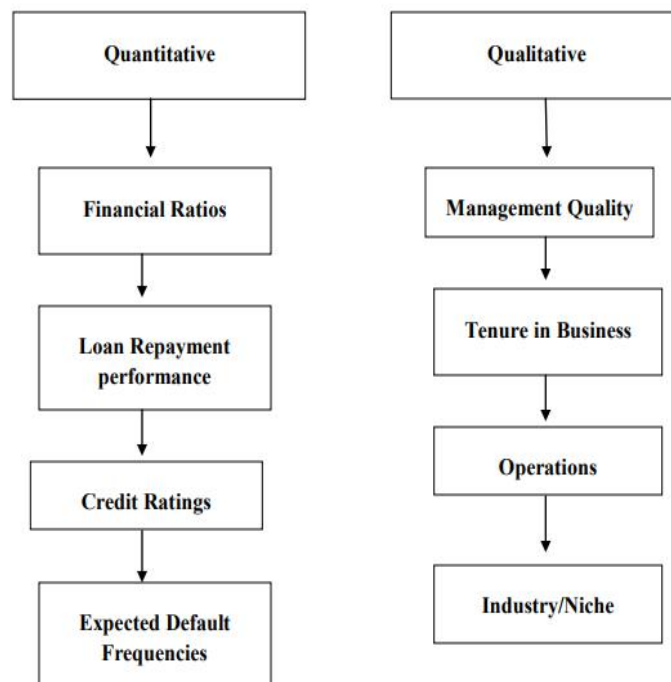 Quantitative
Qualitative
Financial Ratios
Management Quality
Loan Repayment
performance
Tenure in Business
Credit Ratings
Operations
Expected Default
Frequencies
Industry/Niche